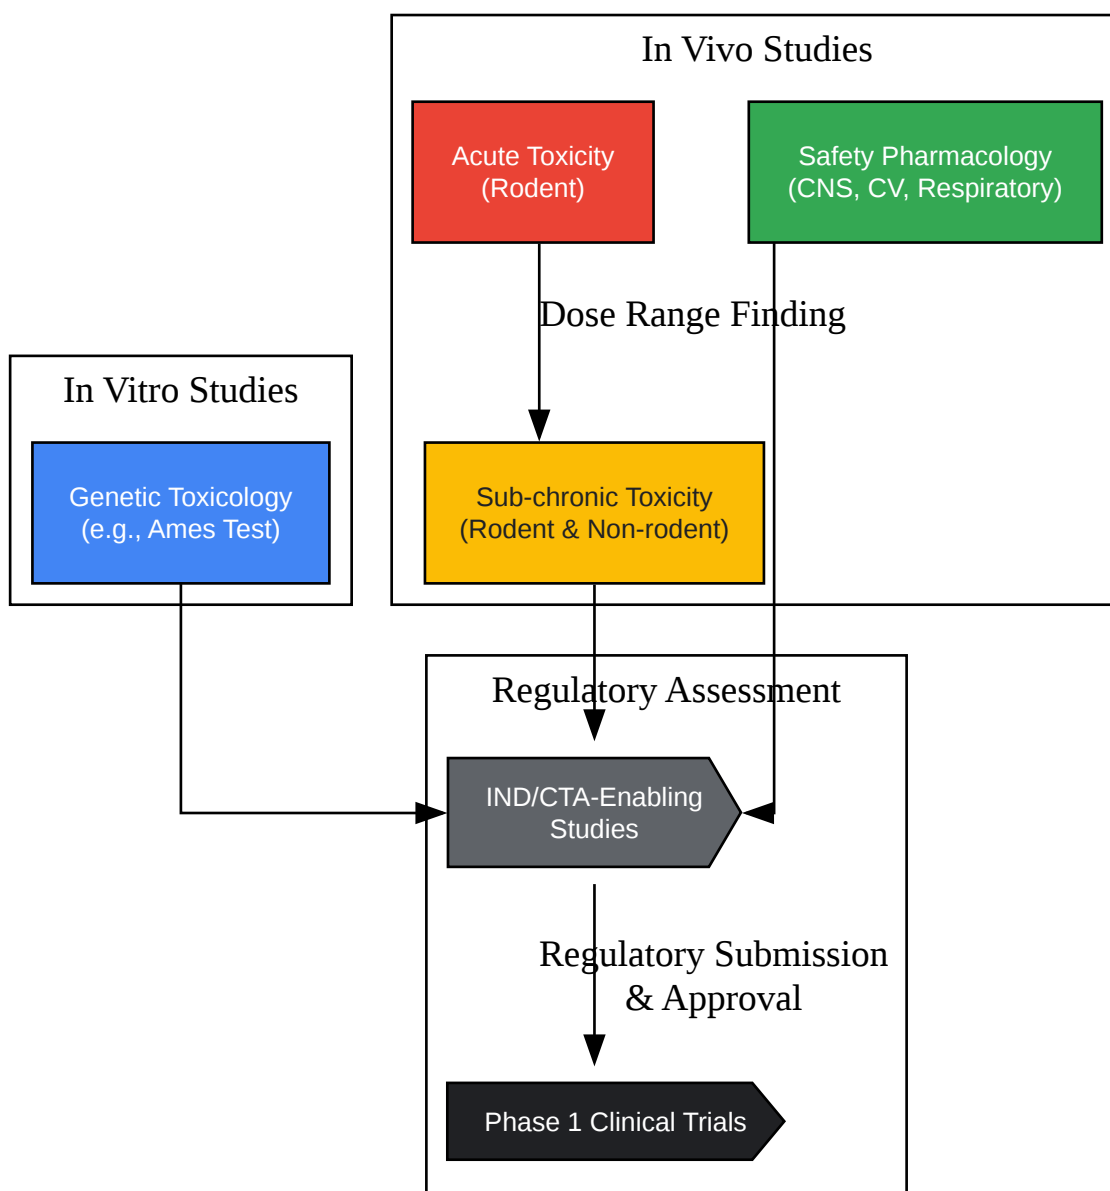 In Vivo Studies
Acute Toxicity
(Rodent)
Safety Pharmacology
(CNS, CV, Respiratory)
Dose Range Finding
In Vitro Studies
Genetic Toxicology
(e.g., Ames Test)
Sub-chronic Toxicity
(Rodent & Non-rodent)
Regulatory Assessment
IND/CTA-Enabling
Studies
Regulatory Submission
& Approval
Phase 1 Clinical Trials